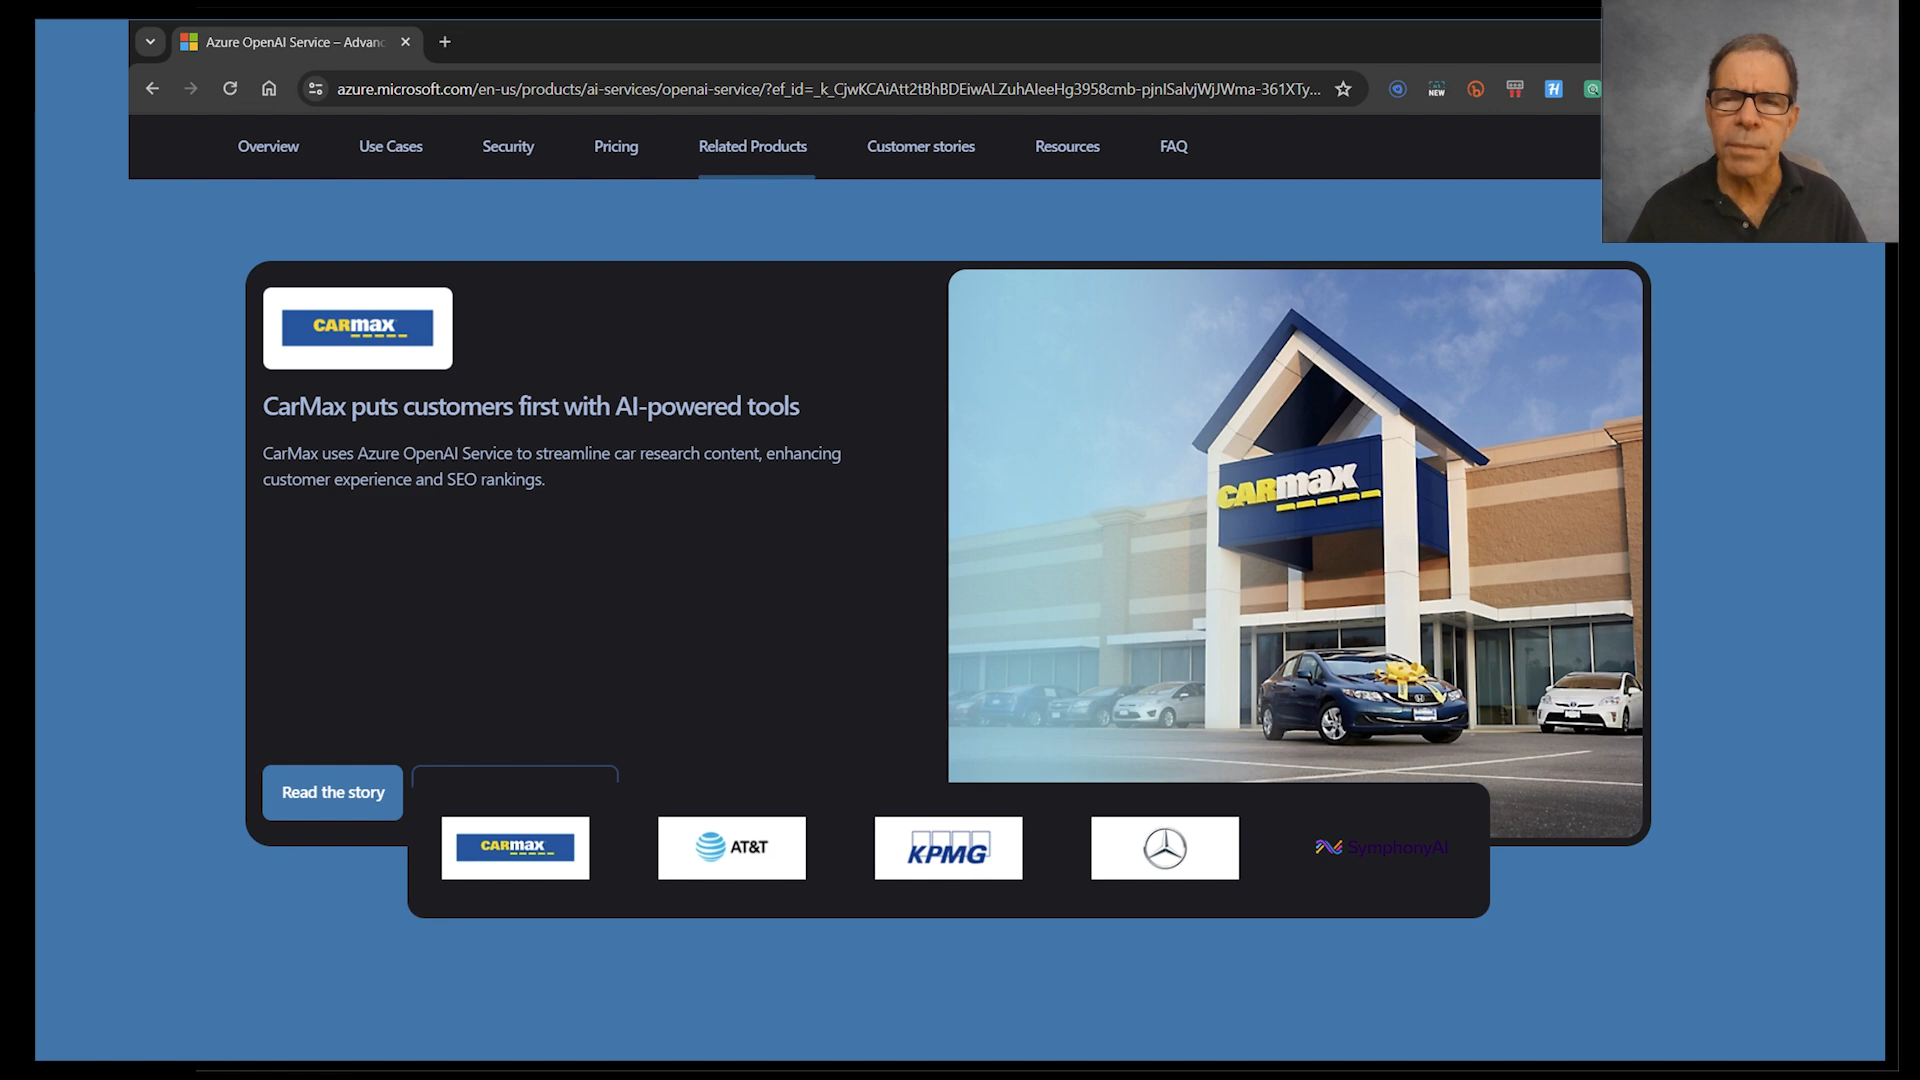 Azure OpenAI Service – Advanc
azure.microsoft.com/en-us/products/ai-services/openai-service/?ef_id=_k_CjwKCAiAtt2tBhBDEiwALZuhAIeeHg3958cmb-pjnISalvjWjJWma-361XTy...
NEW
Overview
Use Cases
Security
Pricing
Related Products
Customer stories
Resources
FAQ
CARmax
CarMax puts customers first with AI-powered tools
CarMax uses Azure OpenAI Service to streamline car research content, enhancing
customer experience and SEO rankings.
CARmax
Read the story
CARmax
AT&T
KPMG
SymphonyAI